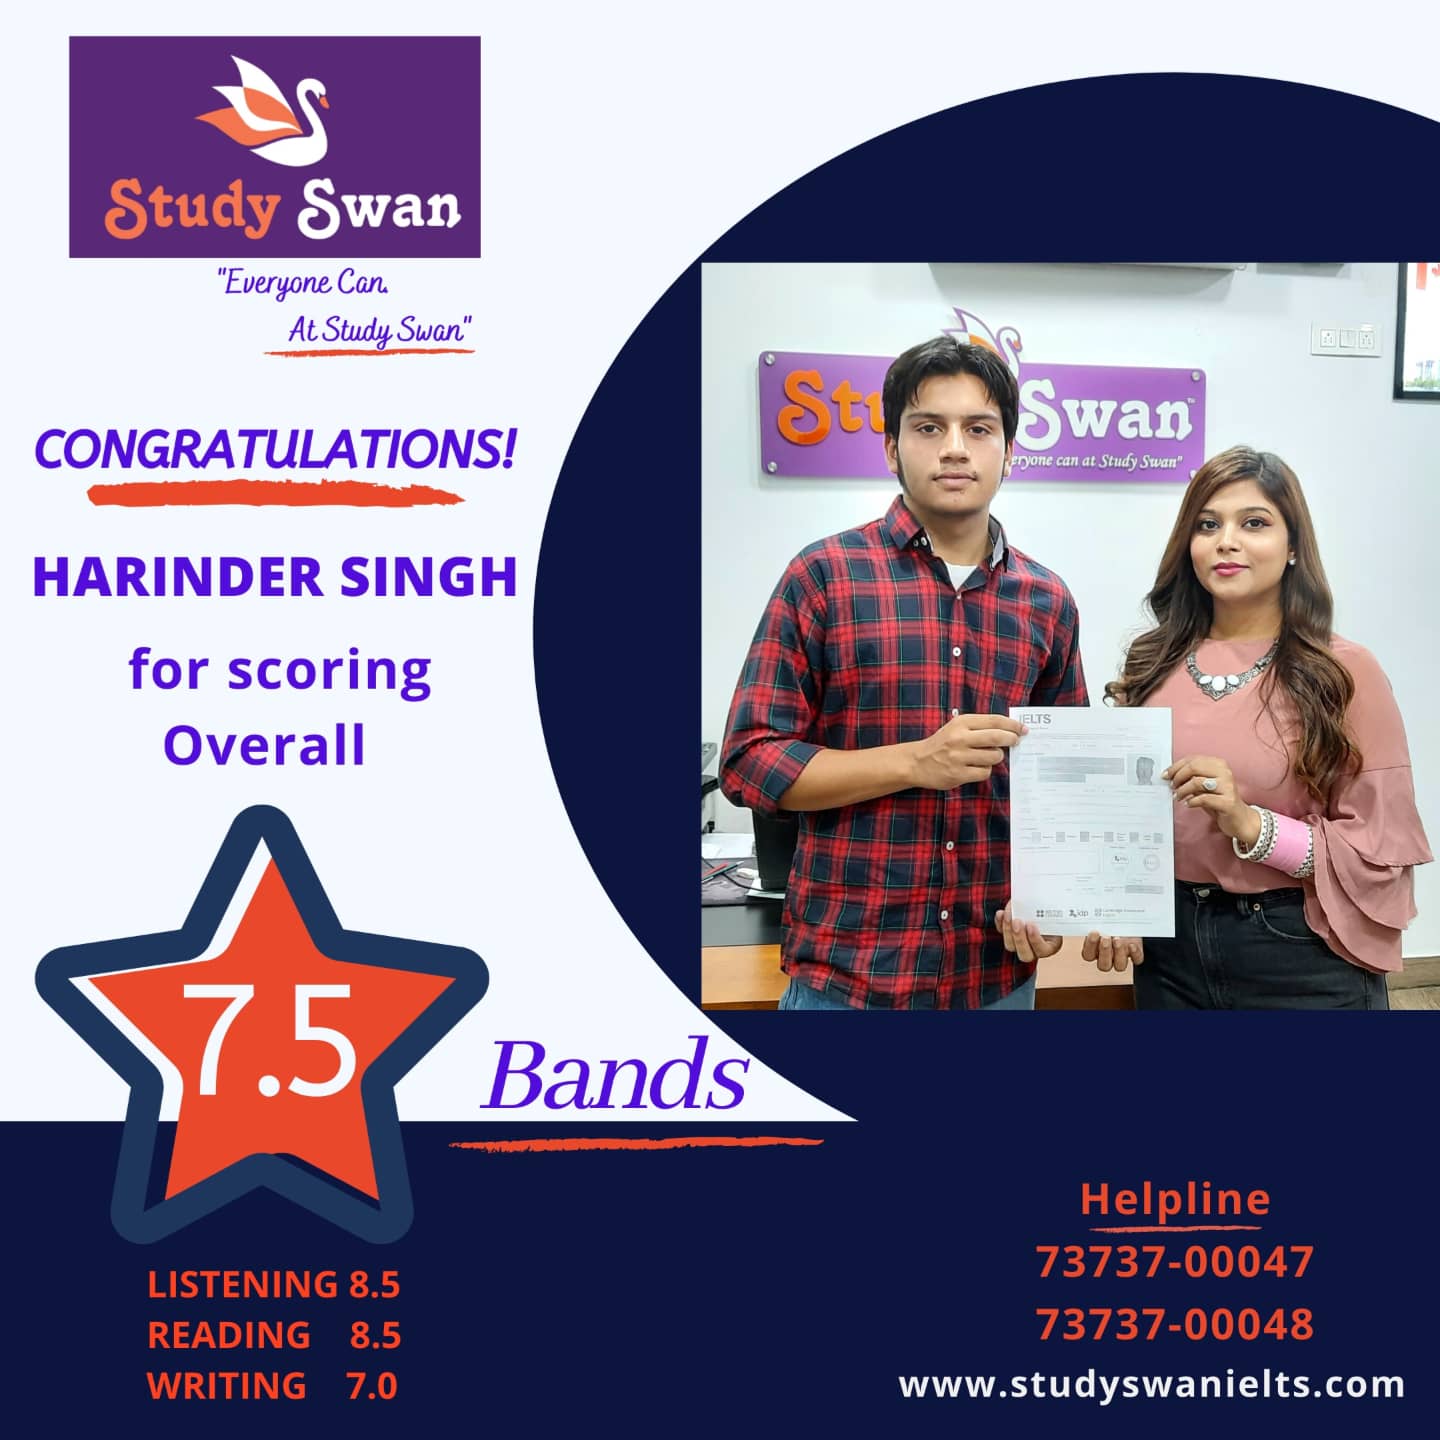 Study Swan
"Everyone Can.
At Study Swan"
CONGRATULATIONS!
HARINDER SINGH
for scoring
Overall
7.5
Bands
LISTENING 8.5
READING 8.5
WRITING 7.0
Swan
can at Study Swan"
IELTS
idp
Helpline
73737-00047
73737-00048
www.studyswanielts.com